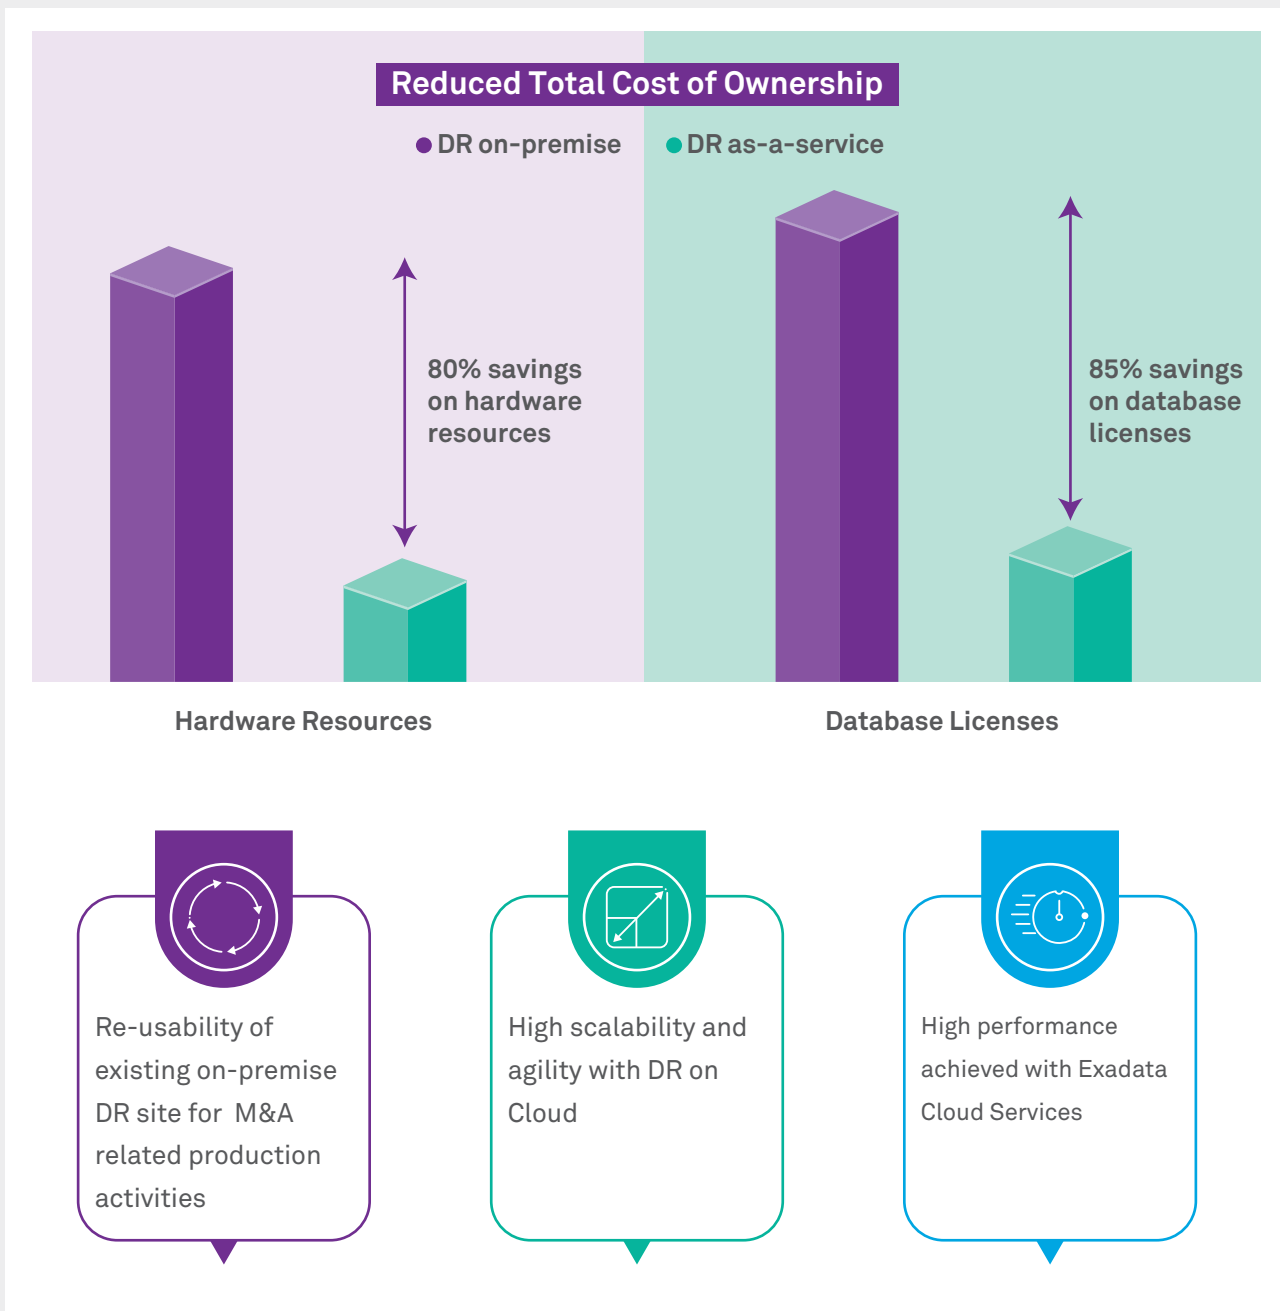 Reduced Total Cost of Ownership
DR on-premise
DR as-a-service
80% savings
on hardware
resources
85% savings
on database
licenses
Hardware Resources
Database Licenses
Re-usability of
existing on-premise
DR site for  M&A
related production
activities
High scalability and
agility with DR on
Cloud
High performance
achieved with Exadata
Cloud Services